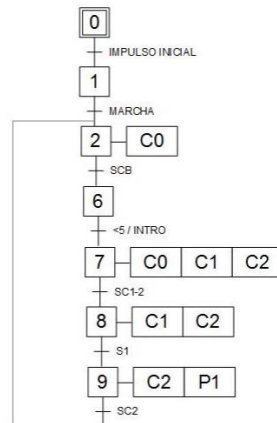 0
IMPULSO INICIAL
1
MARCHA
2 C0
SCB
6
<5 / INTRO
7 C0 C1 C2
SC1-2
8 C1 C2
S1
9 C2 P1
SC2